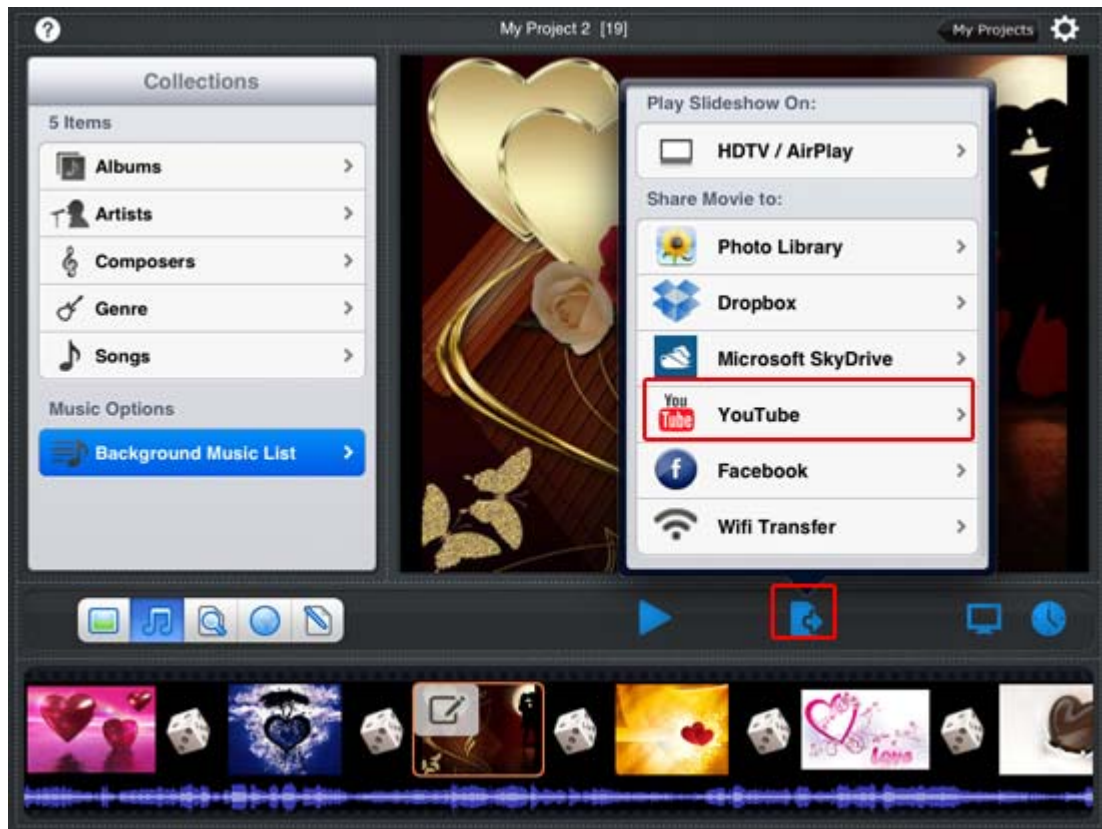 ?
My Project 2 [19]
My Projects
Collections
5 Items
Albums
Artists
Composers
Genre
Songs
Music Options
Background Music List
Play Slideshow On:
HDTV / AirPlay
Share Movie to:
Photo Library
Dropbox
Microsoft SkyDrive
You
Tube
YouTube
f
Facebook
Wifi Transfer
Love